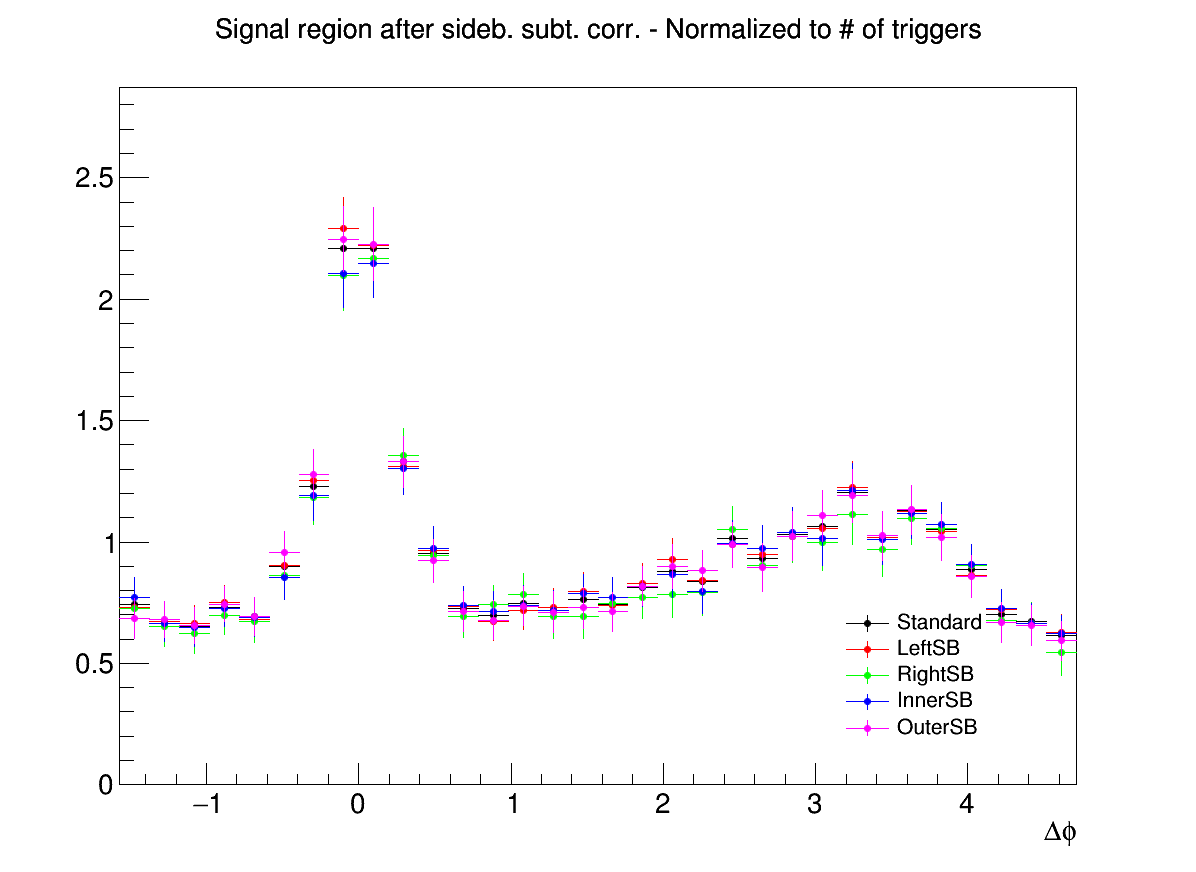 Signal region after sideb. subt. corr. - Normalized to # of triggers
2.5
2
1.5
1
0.5
0
Standard
LeftSB
RightSB
InnerSB
OuterSB
−1 0 1 2 3 4
Δϕ